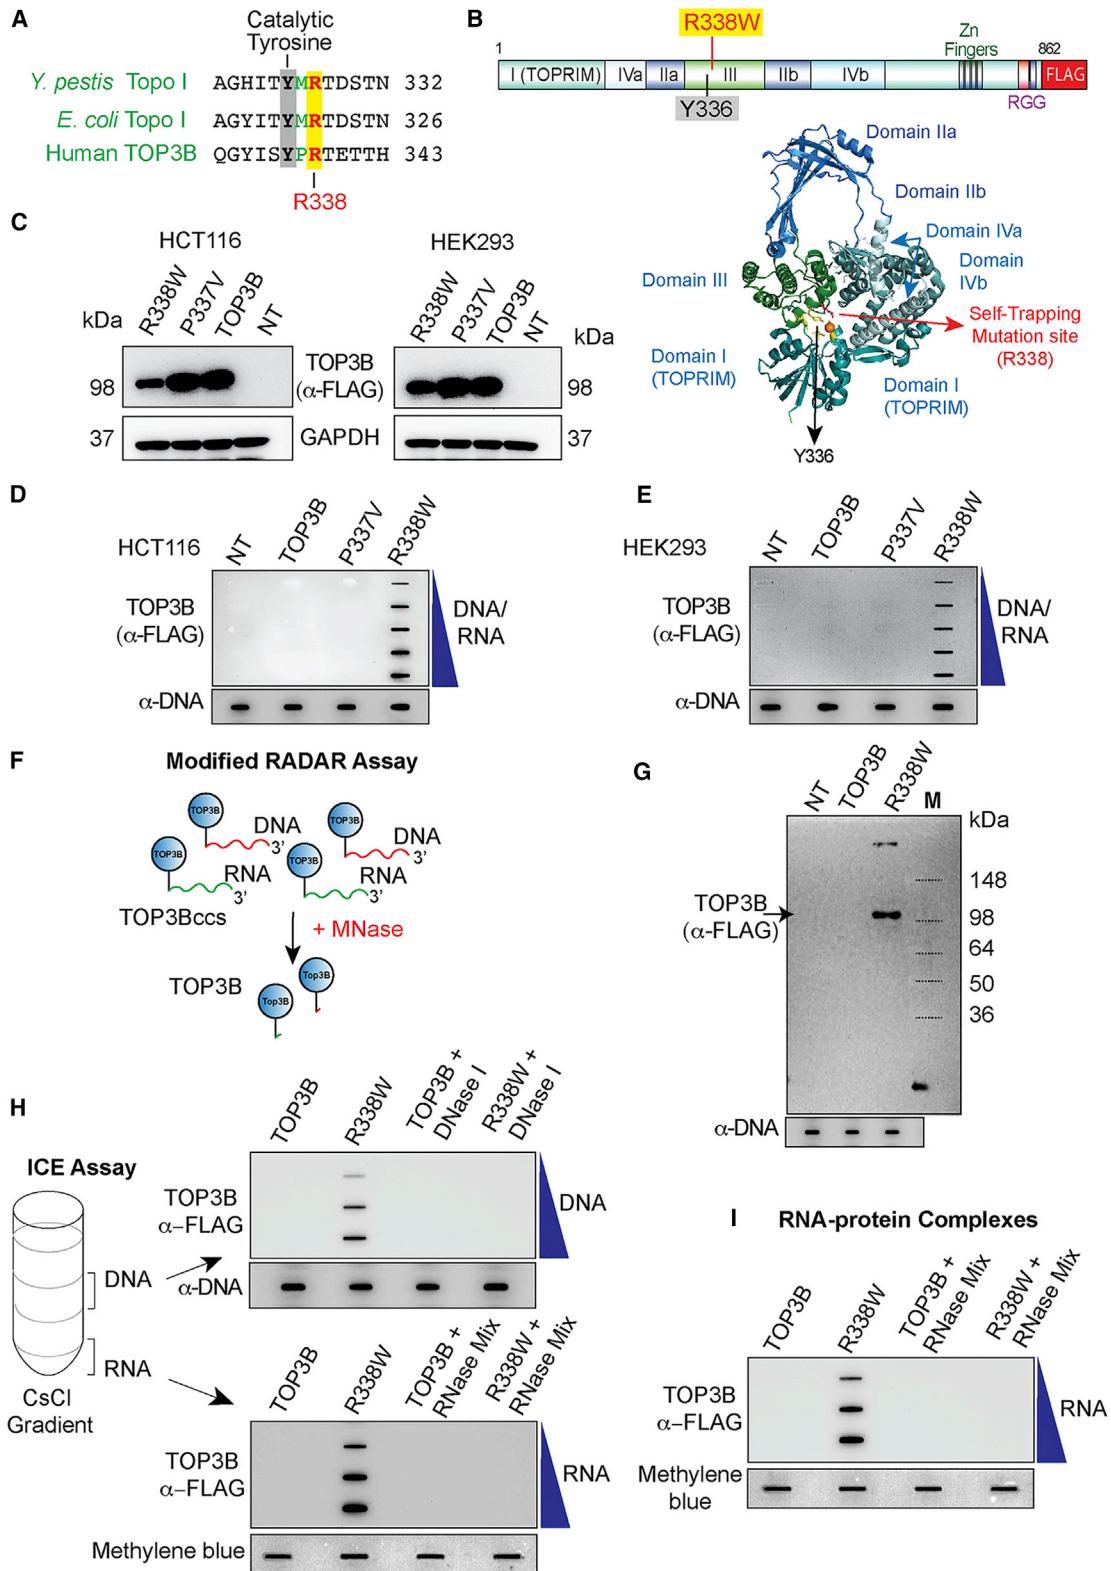 A
Catalytic
Tyrosine
Y. pestis Topo I AGHITYMRTDSTN 332
E. coli Topo I AGYITYMRTDSTN 326
Human TOP3B QGYISYPRTETTH 343
R338
B
R338W
Zn
Fingers
1
862
I (TOPRIM) IVa IIa III IIb IVb FLAG
Y336
RGG
Domain IIa
Domain IIb
Domain IVa
Domain
IVb
Domain III
Self-Trapping
Mutation site
(R338)
Domain I
(TOPRIM)
Domain I
(TOPRIM)
Y336
C
HCT116
HEK293
R338W P337V TOP3B NT
R338W P337V TOP3B NT
kDa
kDa
98
TOP3B
(α-FLAG)
98
37
GAPDH
37
D
HCT116
NT TOP3B P337V R338W
TOP3B
(α-FLAG)
DNA/
RNA
α-DNA
E
HEK293
NT TOP3B P337V R338W
TOP3B
(α-FLAG)
DNA/
RNA
α-DNA
F
Modified RADAR Assay
TOP3B DNA 3’
TOP3B DNA 3’
TOP3B RNA 3’
TOP3B RNA 3’
TOP3Bccs
+ MNase
TOP3B
Top3B
Top3B
G
NT TOP3B R338W M
kDa
148
TOP3B
(α-FLAG)
98
64
50
36
α-DNA
H
ICE Assay
DNA
RNA
CsCl
Gradient
TOP3B
R338W
TOP3B +
DNase I
R338W +
DNase I
TOP3B
α–FLAG
DNA
α-DNA
TOP3B
R338W
TOP3B +
RNase Mix
R338W +
RNase Mix
TOP3B
α–FLAG
RNA
Methylene blue
I
RNA-protein Complexes
TOP3B
R338W
TOP3B +
RNase Mix
R338W +
RNase Mix
TOP3B
α–FLAG
RNA
Methylene
blue